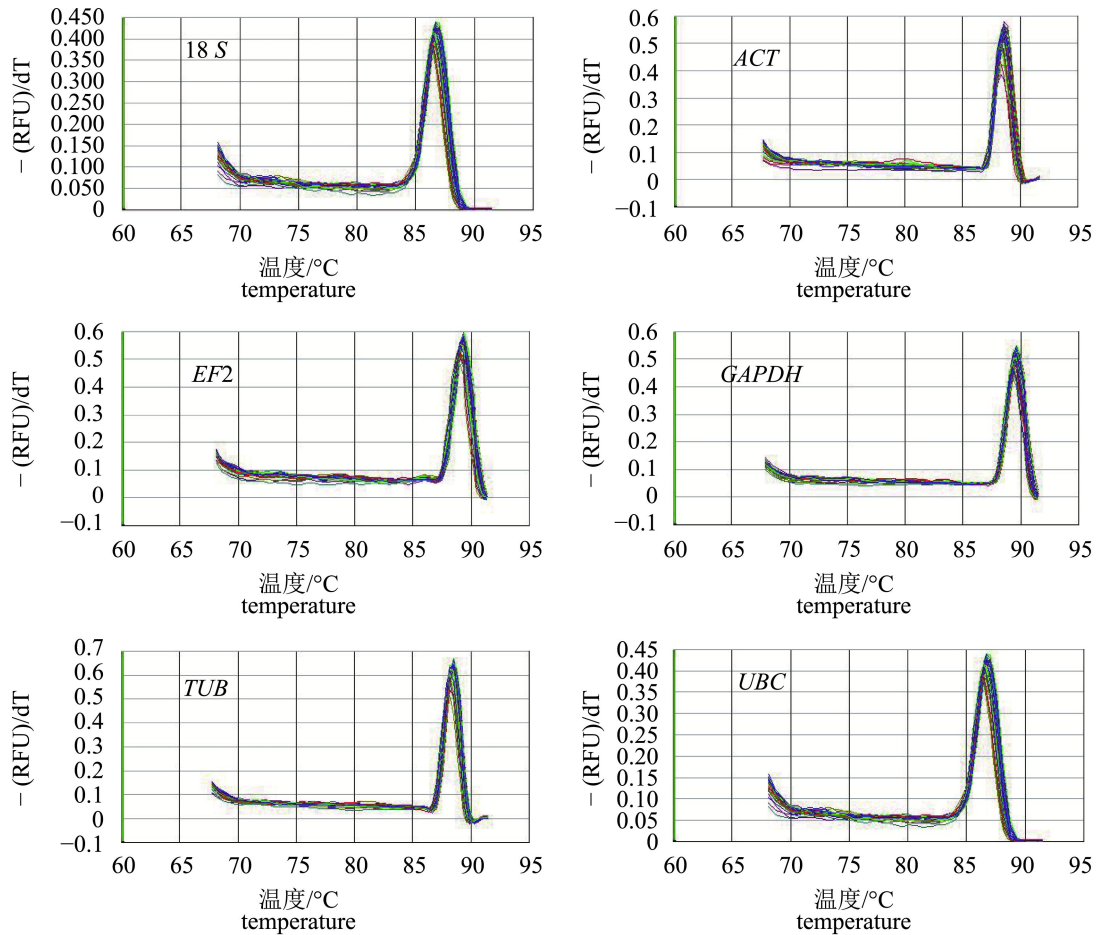 18 S
− (RFU)/dT
0.450
0.400
0.350
0.300
0.250
0.200
0.150
0.100
0.050
0
60 65 70 75 80 85 90 95
温度/°C
temperature
ACT
− (RFU)/dT
0.6
0.5
0.4
0.3
0.2
0.1
0
−0.1
60 65 70 75 80 85 90 95
温度/°C
temperature
EF2
− (RFU)/dT
0.6
0.5
0.4
0.3
0.2
0.1
0
−0.1
60 65 70 75 80 85 90 95
温度/°C
temperature
GAPDH
− (RFU)/dT
0.6
0.5
0.4
0.3
0.2
0.1
0
−0.1
60 65 70 75 80 85 90 95
温度/°C
temperature
TUB
− (RFU)/dT
0.7
0.6
0.5
0.4
0.3
0.2
0.1
0
−0.1
60 65 70 75 80 85 90 95
温度/°C
temperature
UBC
− (RFU)/dT
0.45
0.40
0.35
0.30
0.25
0.20
0.15
0.10
0.05
0
60 65 70 75 80 85 90 95
温度/°C
temperature